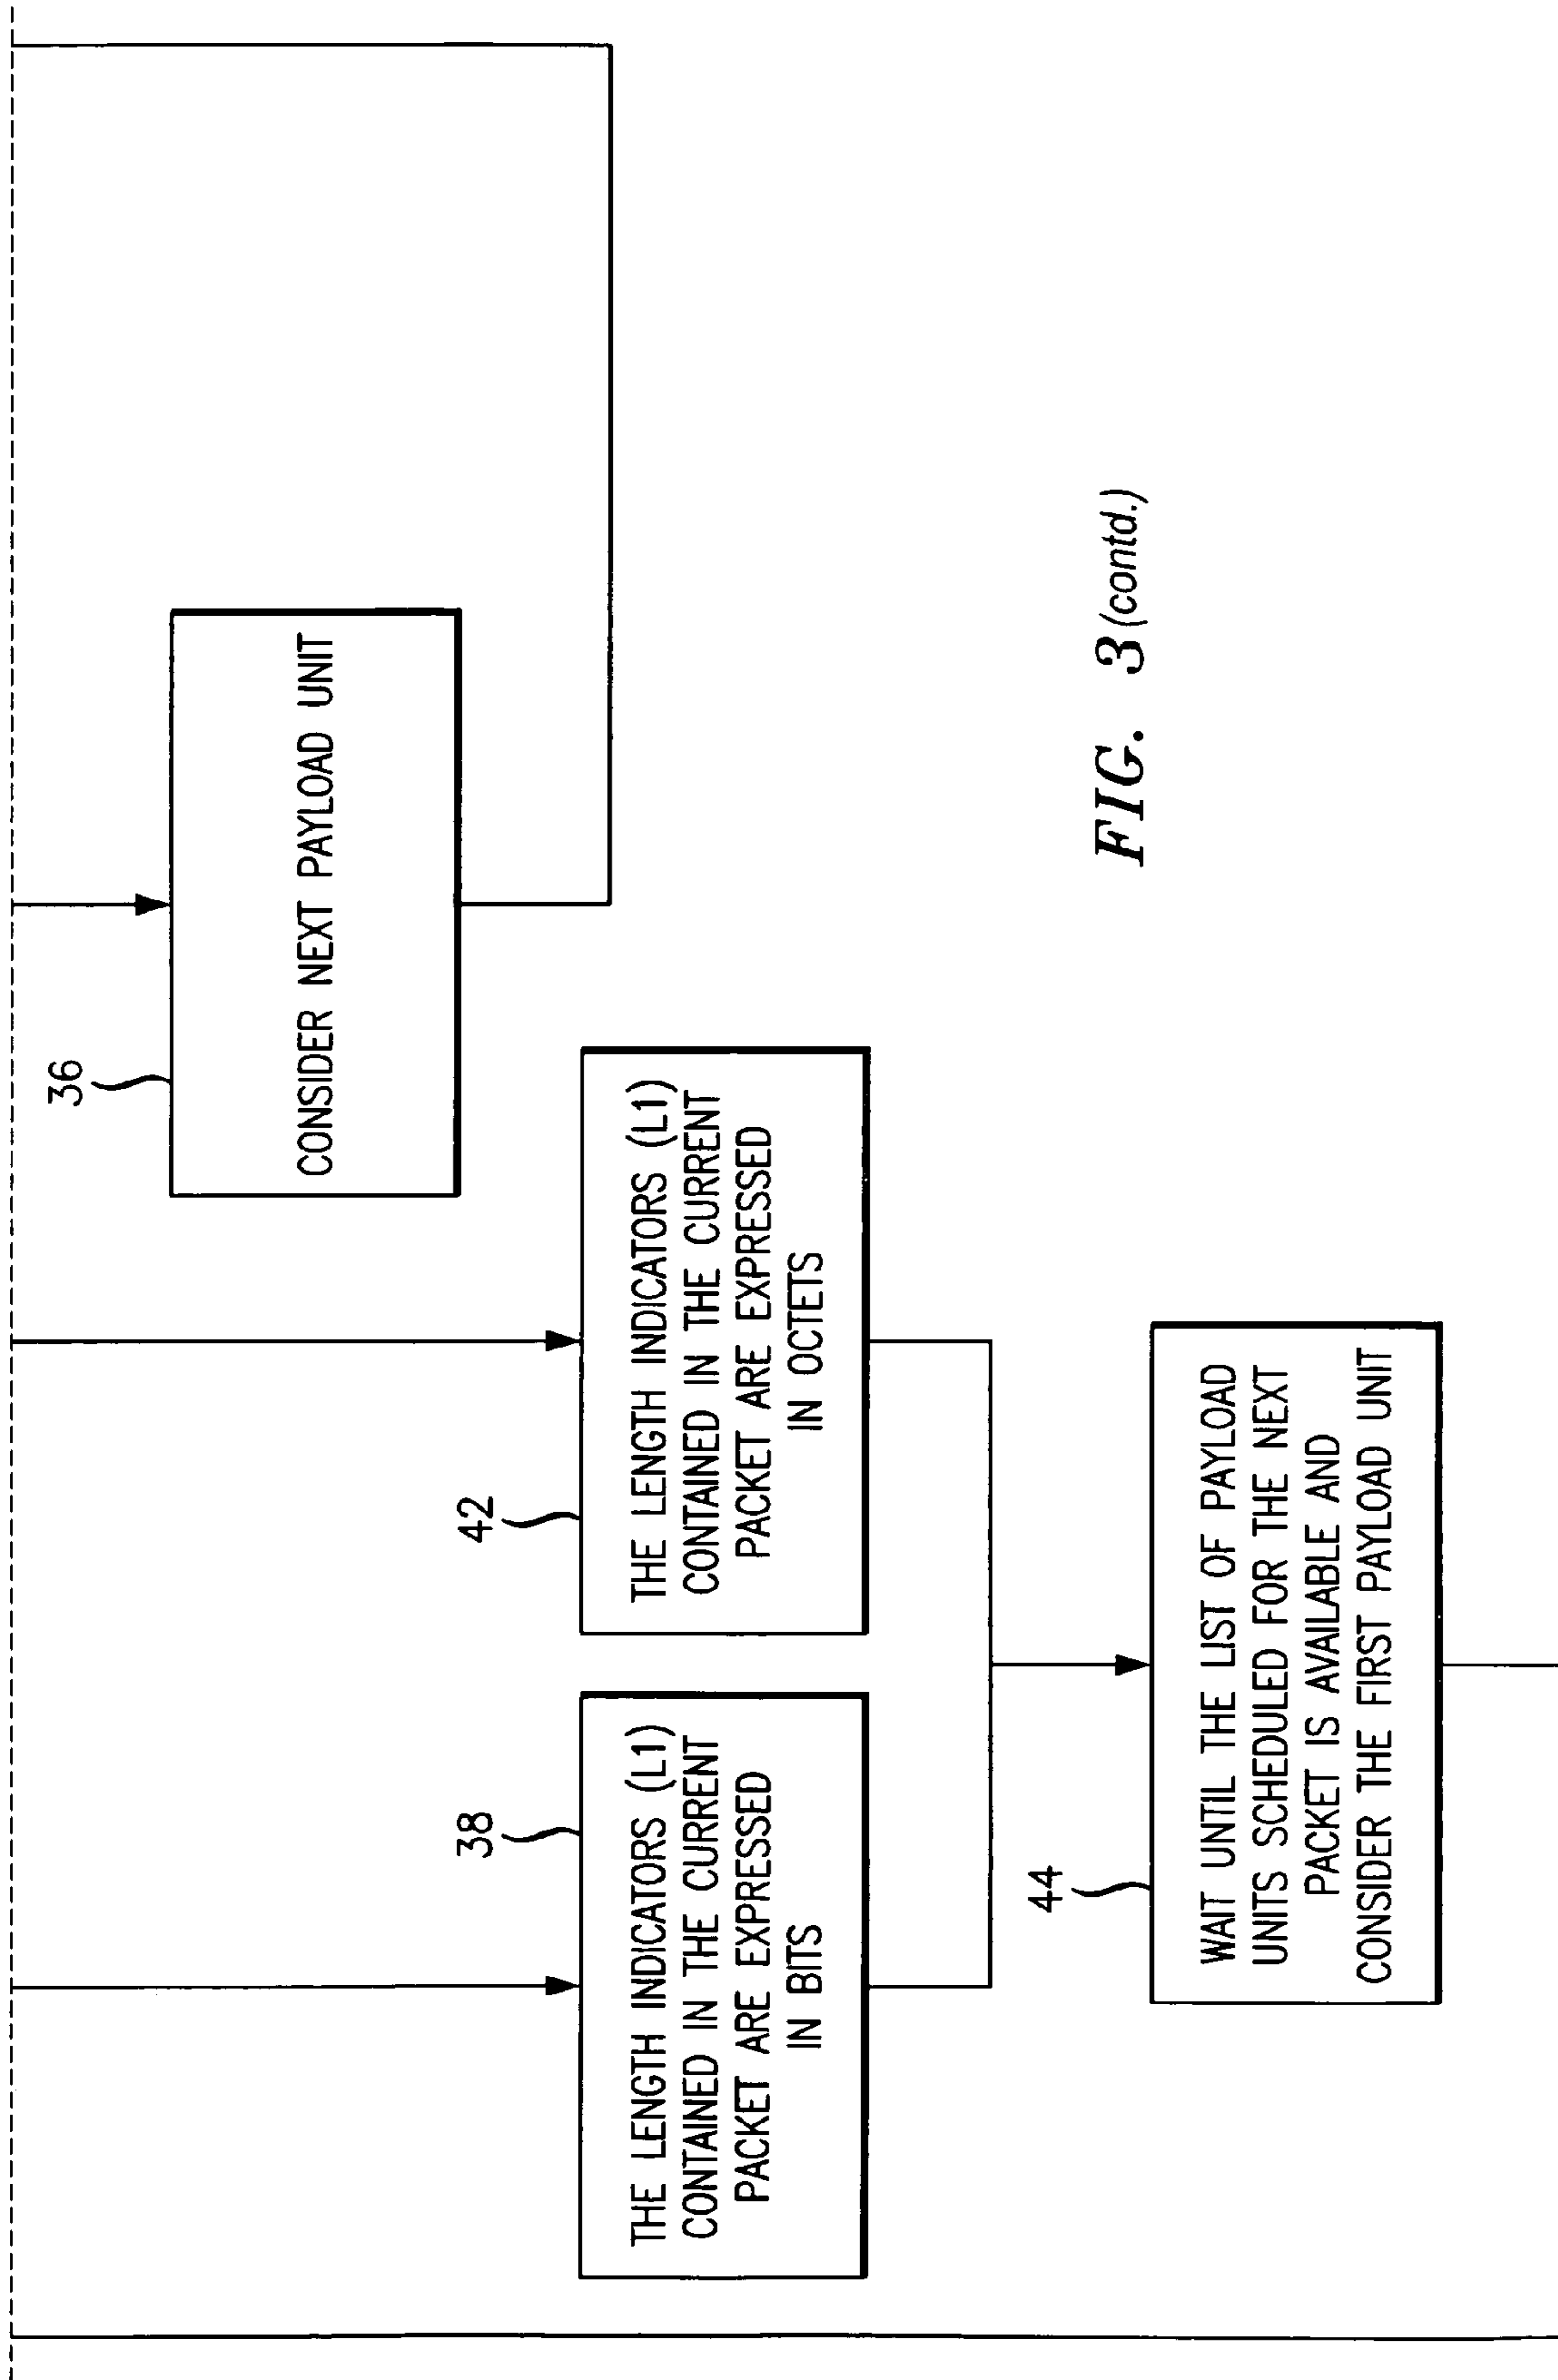 36
CONSIDER NEXT PAYLOAD UNIT
38
THE LENGTH INDICATORS (L1)
CONTAINED IN THE CURRENT
PACKET ARE EXPRESSED
IN BITS
42
THE LENGTH INDICATORS (L1)
CONTAINED IN THE CURRENT
PACKET ARE EXPRESSED
IN OCTETS
44
WAIT UNTIL THE LIST OF PAYLOAD
UNITS SCHEDULED FOR THE NEXT
PACKET IS AVAILABLE AND
CONSIDER THE FIRST PAYLOAD UNIT
FIG. 3 (contd.)